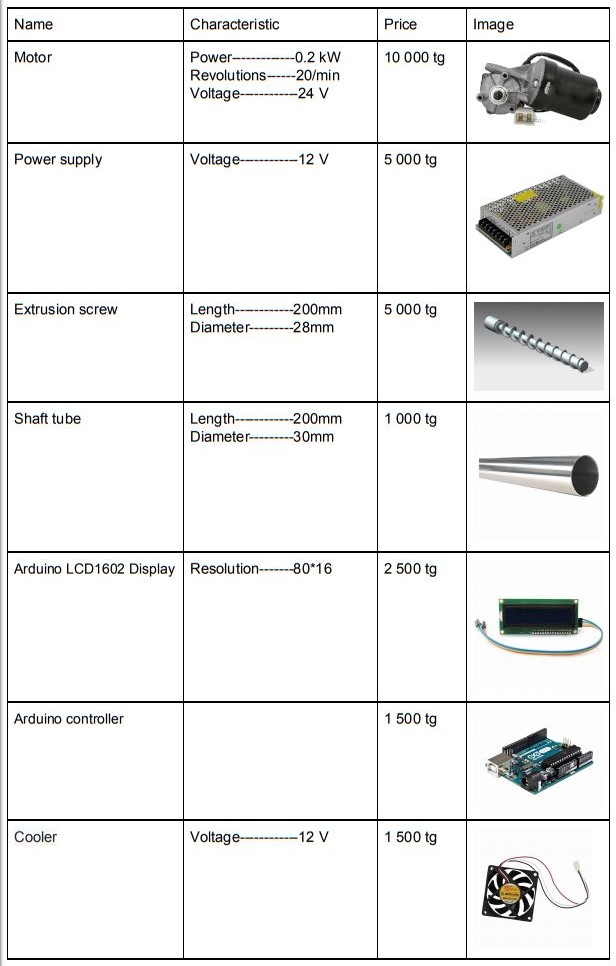 Name Characteristic Price Image
Motor Power-------------0.2 kW 10 000 tg
Revolutions------20/min
Voltage------------24 V
Power supply Voltage------------12 V 5 000 tg
Extrusion screw Length------------200mm 5 000 tg
Diameter---------28mm
Shaft tube Length------------200mm 1 000 tg
Diameter---------30mm
Arduino LCD1602 Display Resolution-------80*16 2 500 tg
Arduino controller 1 500 tg
Cooler Voltage------------12 V 1 500 tg